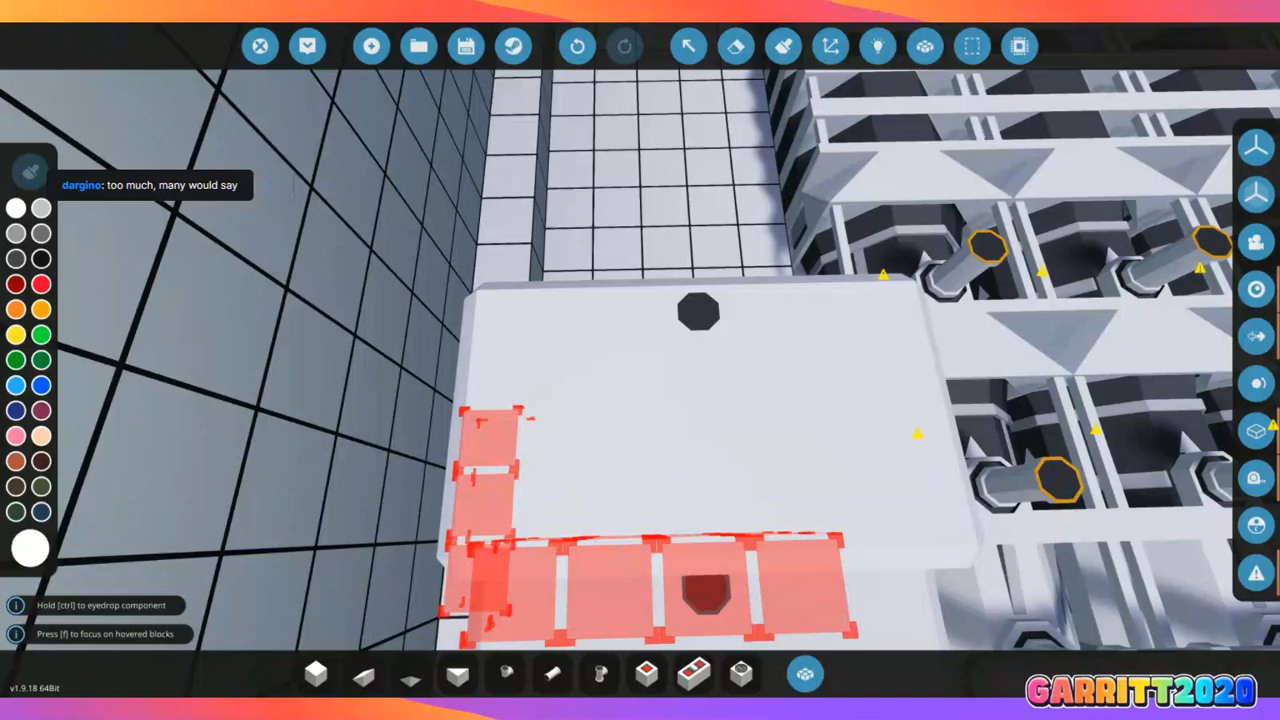 dargino: too much, many would say
Hold [ctrl] to eyedrop component
Press [f] to focus on hovered blocks
v1.9.18 64Bit
GARRITT2020